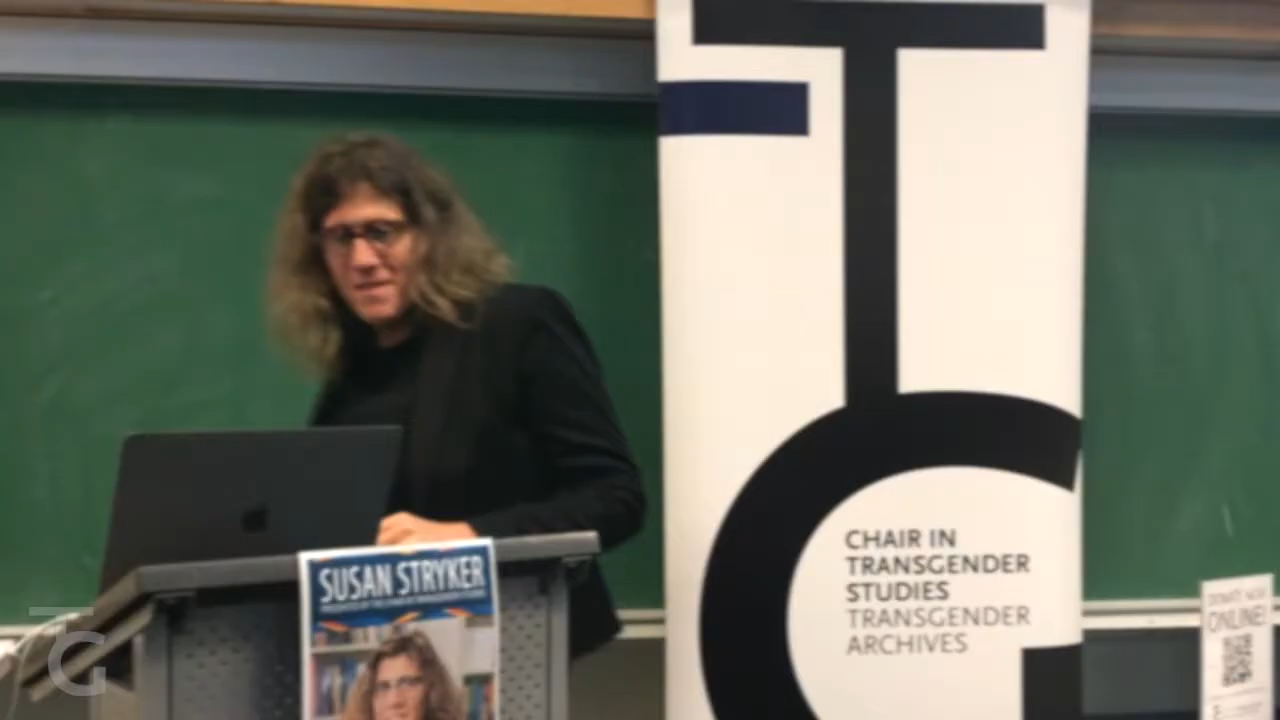 CHAIR IN
TRANSGENDER
STUDIES
TRANSGENDER
ARCHIVES
SUSAN STRYKER
ONLINE!